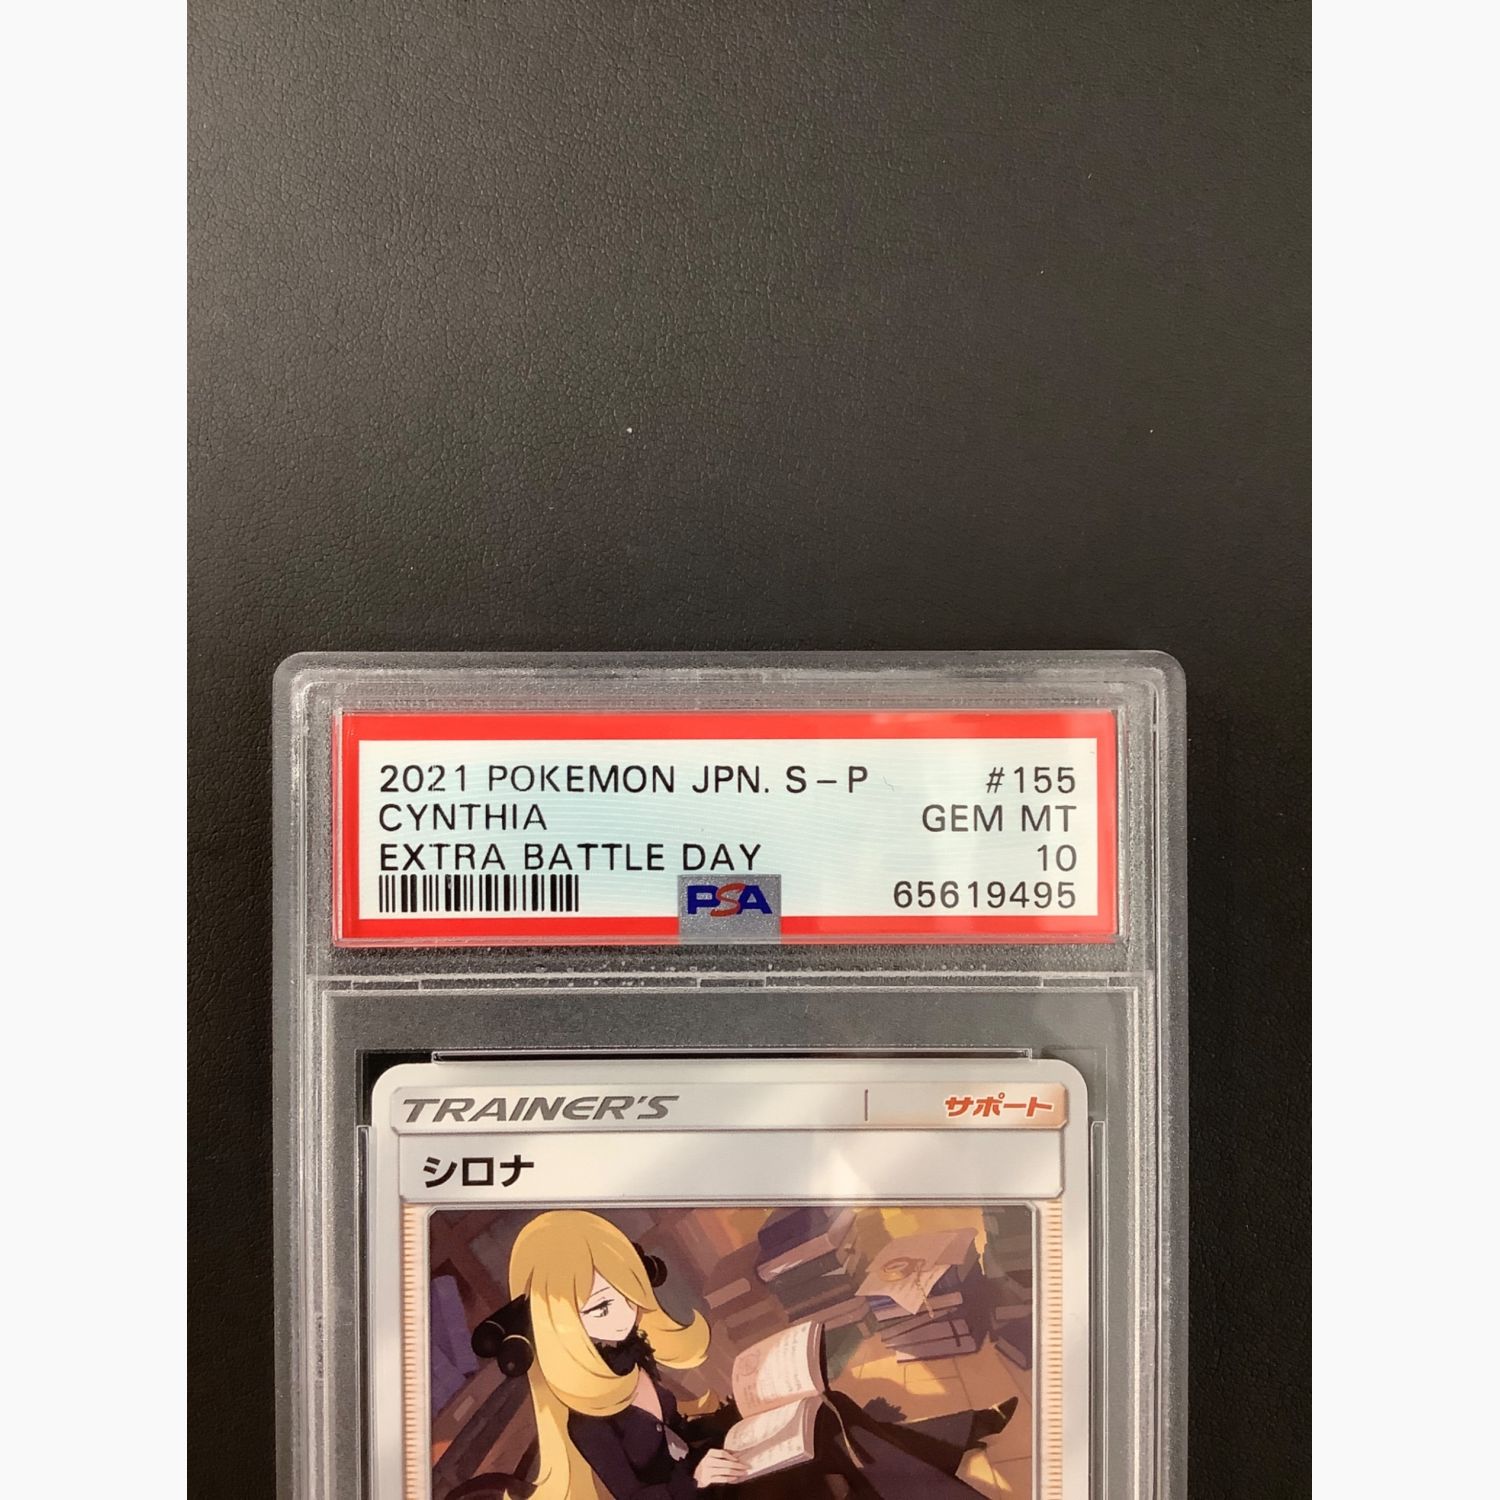 2021 POKEMON JPN. S-P #155
CYNTHIA GEM MT
EXTRA BATTLE DAY 10
PSA 65619495
TRAINER'S サポート
シロナ